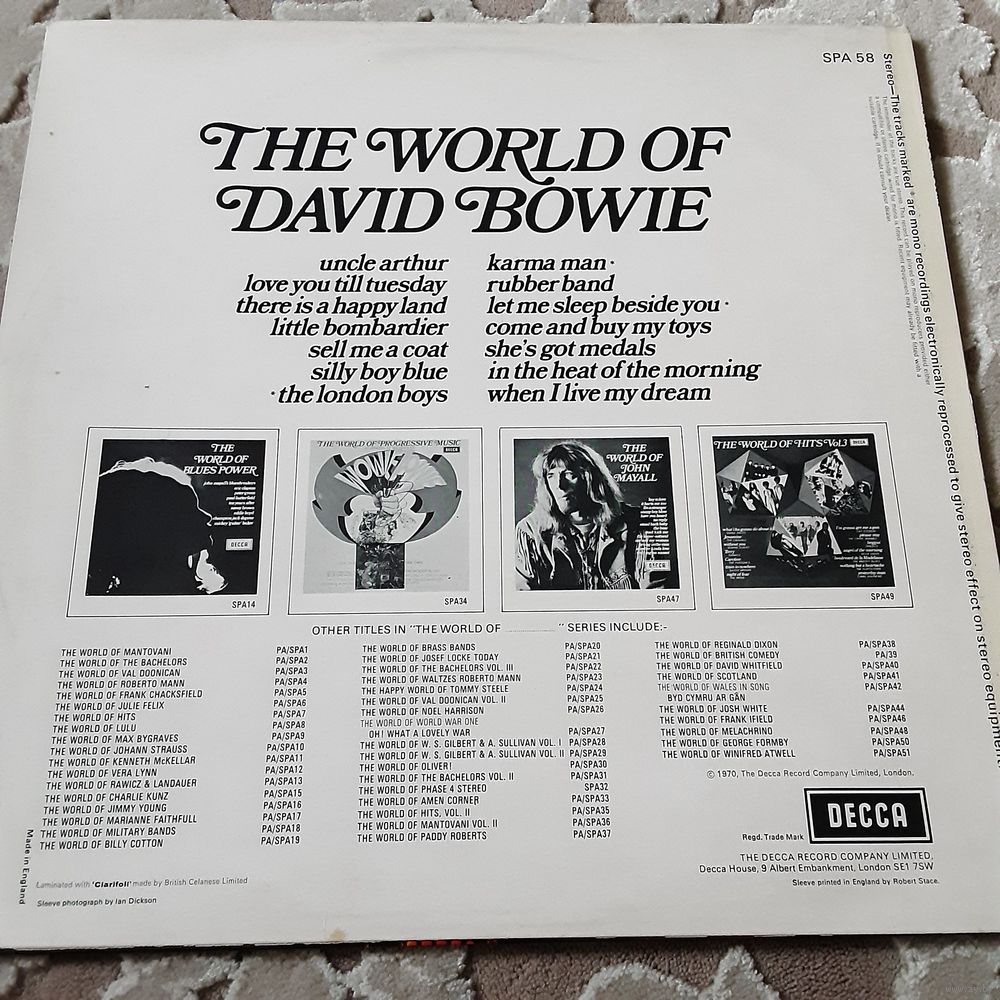 SPA 58
THE WORLD OF
DAVID BOWIE
uncle arthur
love you till tuesday
there is a happy land
little bombardier
sell me a coat
silly boy blue
·the london boys
karma man·
rubber band
let me sleep beside you·
come and buy my toys
she's got medals
in the heat of the morning
when I live my dream
Stereo—The tracks marked * are mono recordings electronically reprocessed to give stereo effect on stereo equipment.
THE
WORLD OF
BLUES POWER
DECCA
SPA14
THE WORLD OF PROGRESSIVE MUSIC
WOWIE
DECCA
SPA34
THE
WORLD OF
JOHN
MAYALL
DECCA
SPA47
THE WORLD OF HITS Vol.3
DECCA
SPA49
OTHER TITLES IN "THE WORLD OF ............" SERIES INCLUDE:-
THE WORLD OF MANTOVANI PA/SPA1
THE WORLD OF THE BACHELORS PA/SPA2
THE WORLD OF VAL DOONICAN PA/SPA3
THE WORLD OF ROBERTO MANN PA/SPA4
THE WORLD OF FRANK CHACKSFIELD PA/SPA5
THE WORLD OF JULIE FELIX PA/SPA6
THE WORLD OF HITS PA/SPA7
THE WORLD OF LULU PA/SPA8
THE WORLD OF MAX BYGRAVES PA/SPA9
THE WORLD OF JOHANN STRAUSS PA/SPA10
THE WORLD OF KENNETH McKELLAR PA/SPA11
THE WORLD OF VERA LYNN PA/SPA12
THE WORLD OF RAWICZ & LANDAUER PA/SPA13
THE WORLD OF CHARLIE KUNZ PA/SPA15
THE WORLD OF JIMMY YOUNG PA/SPA16
THE WORLD OF MARIANNE FAITHFULL PA/SPA17
THE WORLD OF MILITARY BANDS PA/SPA18
THE WORLD OF BILLY COTTON PA/SPA19
THE WORLD OF BRASS BANDS PA/SPA20
THE WORLD OF JOSEF LOCKE TODAY PA/SPA21
THE WORLD OF THE BACHELORS VOL. III PA/SPA22
THE WORLD OF WALTZES ROBERTO MANN PA/SPA23
THE HAPPY WORLD OF TOMMY STEELE PA/SPA24
THE WORLD OF VAL DOONICAN VOL. II PA/SPA25
THE WORLD OF NOEL HARRISON PA/SPA26
THE WORLD OF WORLD WAR ONE
OH! WHAT A LOVELY WAR PA/SPA27
THE WORLD OF W. S. GILBERT & A. SULLIVAN VOL. I PA/SPA28
THE WORLD OF W. S. GILBERT & A. SULLIVAN VOL. II PA/SPA29
THE WORLD OF OLIVER! PA/SPA30
THE WORLD OF THE BACHELORS VOL. II PA/SPA31
THE WORLD OF PHASE 4 STEREO SPA32
THE WORLD OF AMEN CORNER PA/SPA33
THE WORLD OF HITS, VOL. II PA/SPA35
THE WORLD OF MANTOVANI VOL. II PA/SPA36
THE WORLD OF PADDY ROBERTS PA/SPA37
THE WORLD OF REGINALD DIXON PA/SPA38
THE WORLD OF BRITISH COMEDY PA/39
THE WORLD OF DAVID WHITFIELD PA/SPA40
THE WORLD OF SCOTLAND PA/SPA41
THE WORLD OF WALES IN SONG PA/SPA42
BYD CYMRU AR GÂN
THE WORLD OF JOSH WHITE PA/SPA44
THE WORLD OF FRANK IFIELD PA/SPA46
THE WORLD OF MELACHRINO PA/SPA48
THE WORLD OF GEORGE FORMBY PA/SPA50
THE WORLD OF WINIFRED ATWELL PA/SPA51
© 1970, The Decca Record Company Limited, London.
Regd. Trade Mark
DECCA
THE DECCA RECORD COMPANY LIMITED,
Decca House, 9 Albert Embankment, London SE1 7SW
Sleeve printed in England by Robert Stace.
Made in England
Laminated with 'Clarifoil' made by British Celanese Limited
Sleeve photograph by Ian Dickson